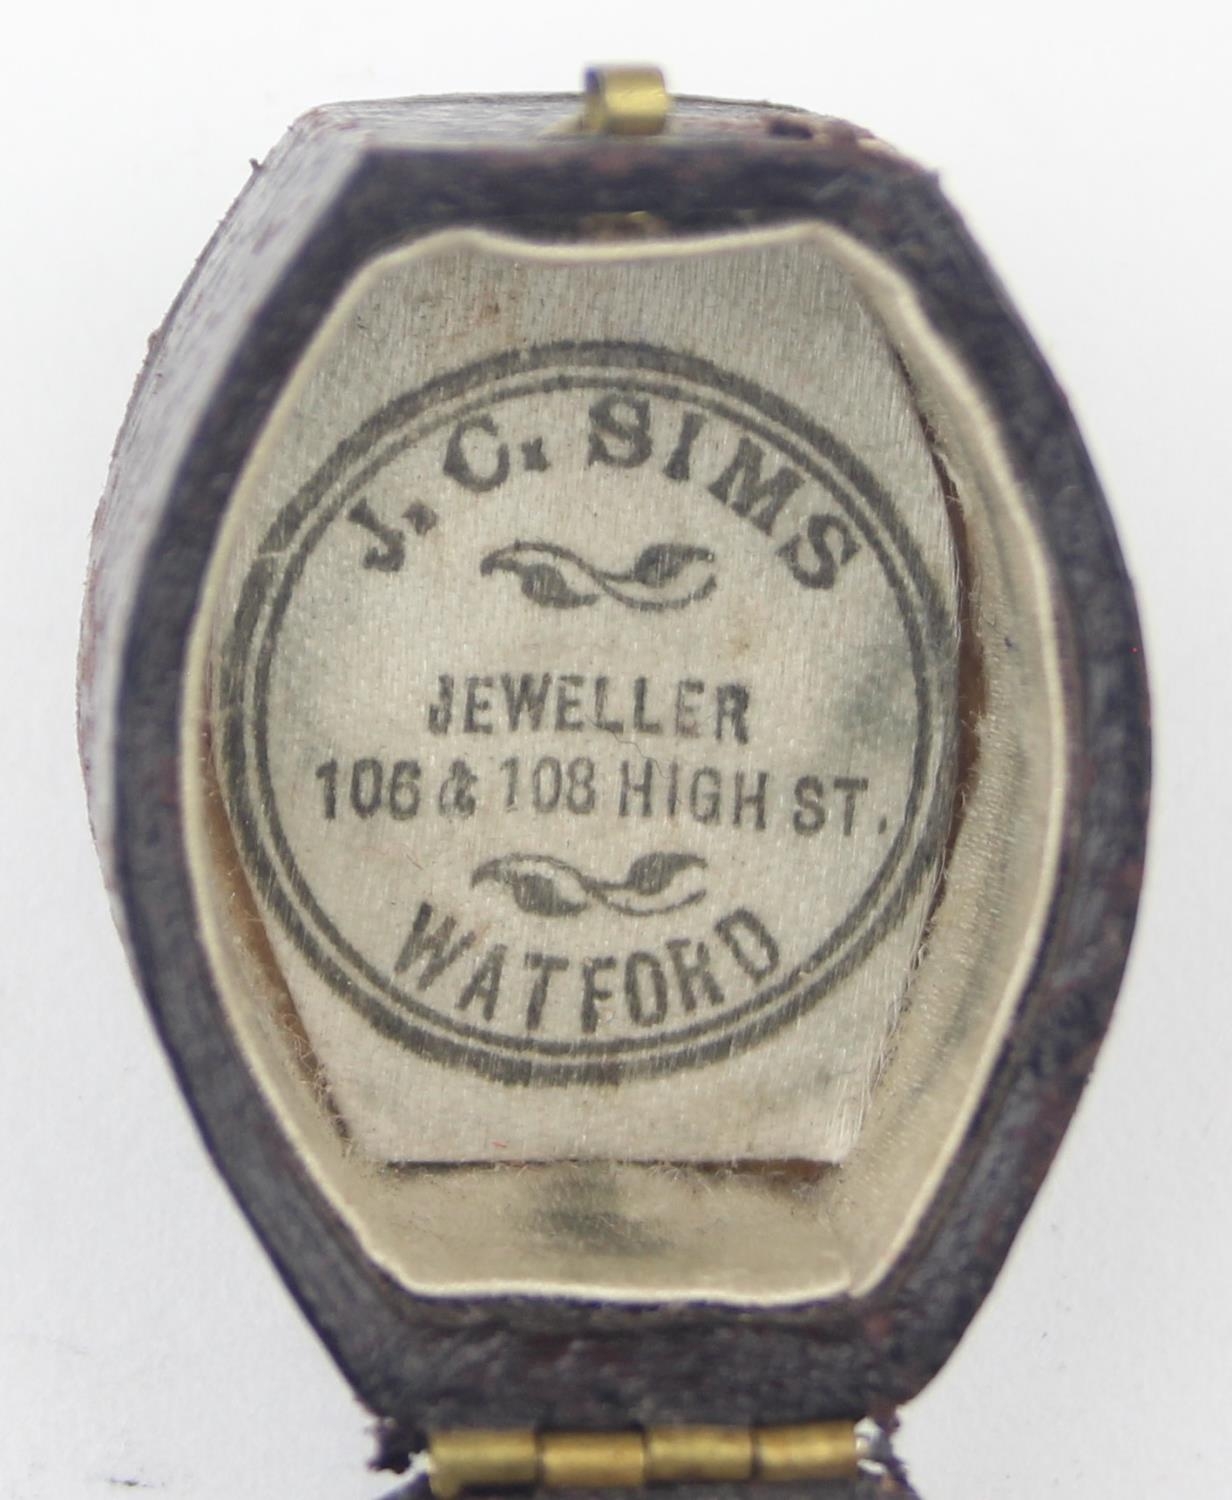 J. C. SIMS
JEWELLER
106 & 108 HIGH ST.
WATFORD